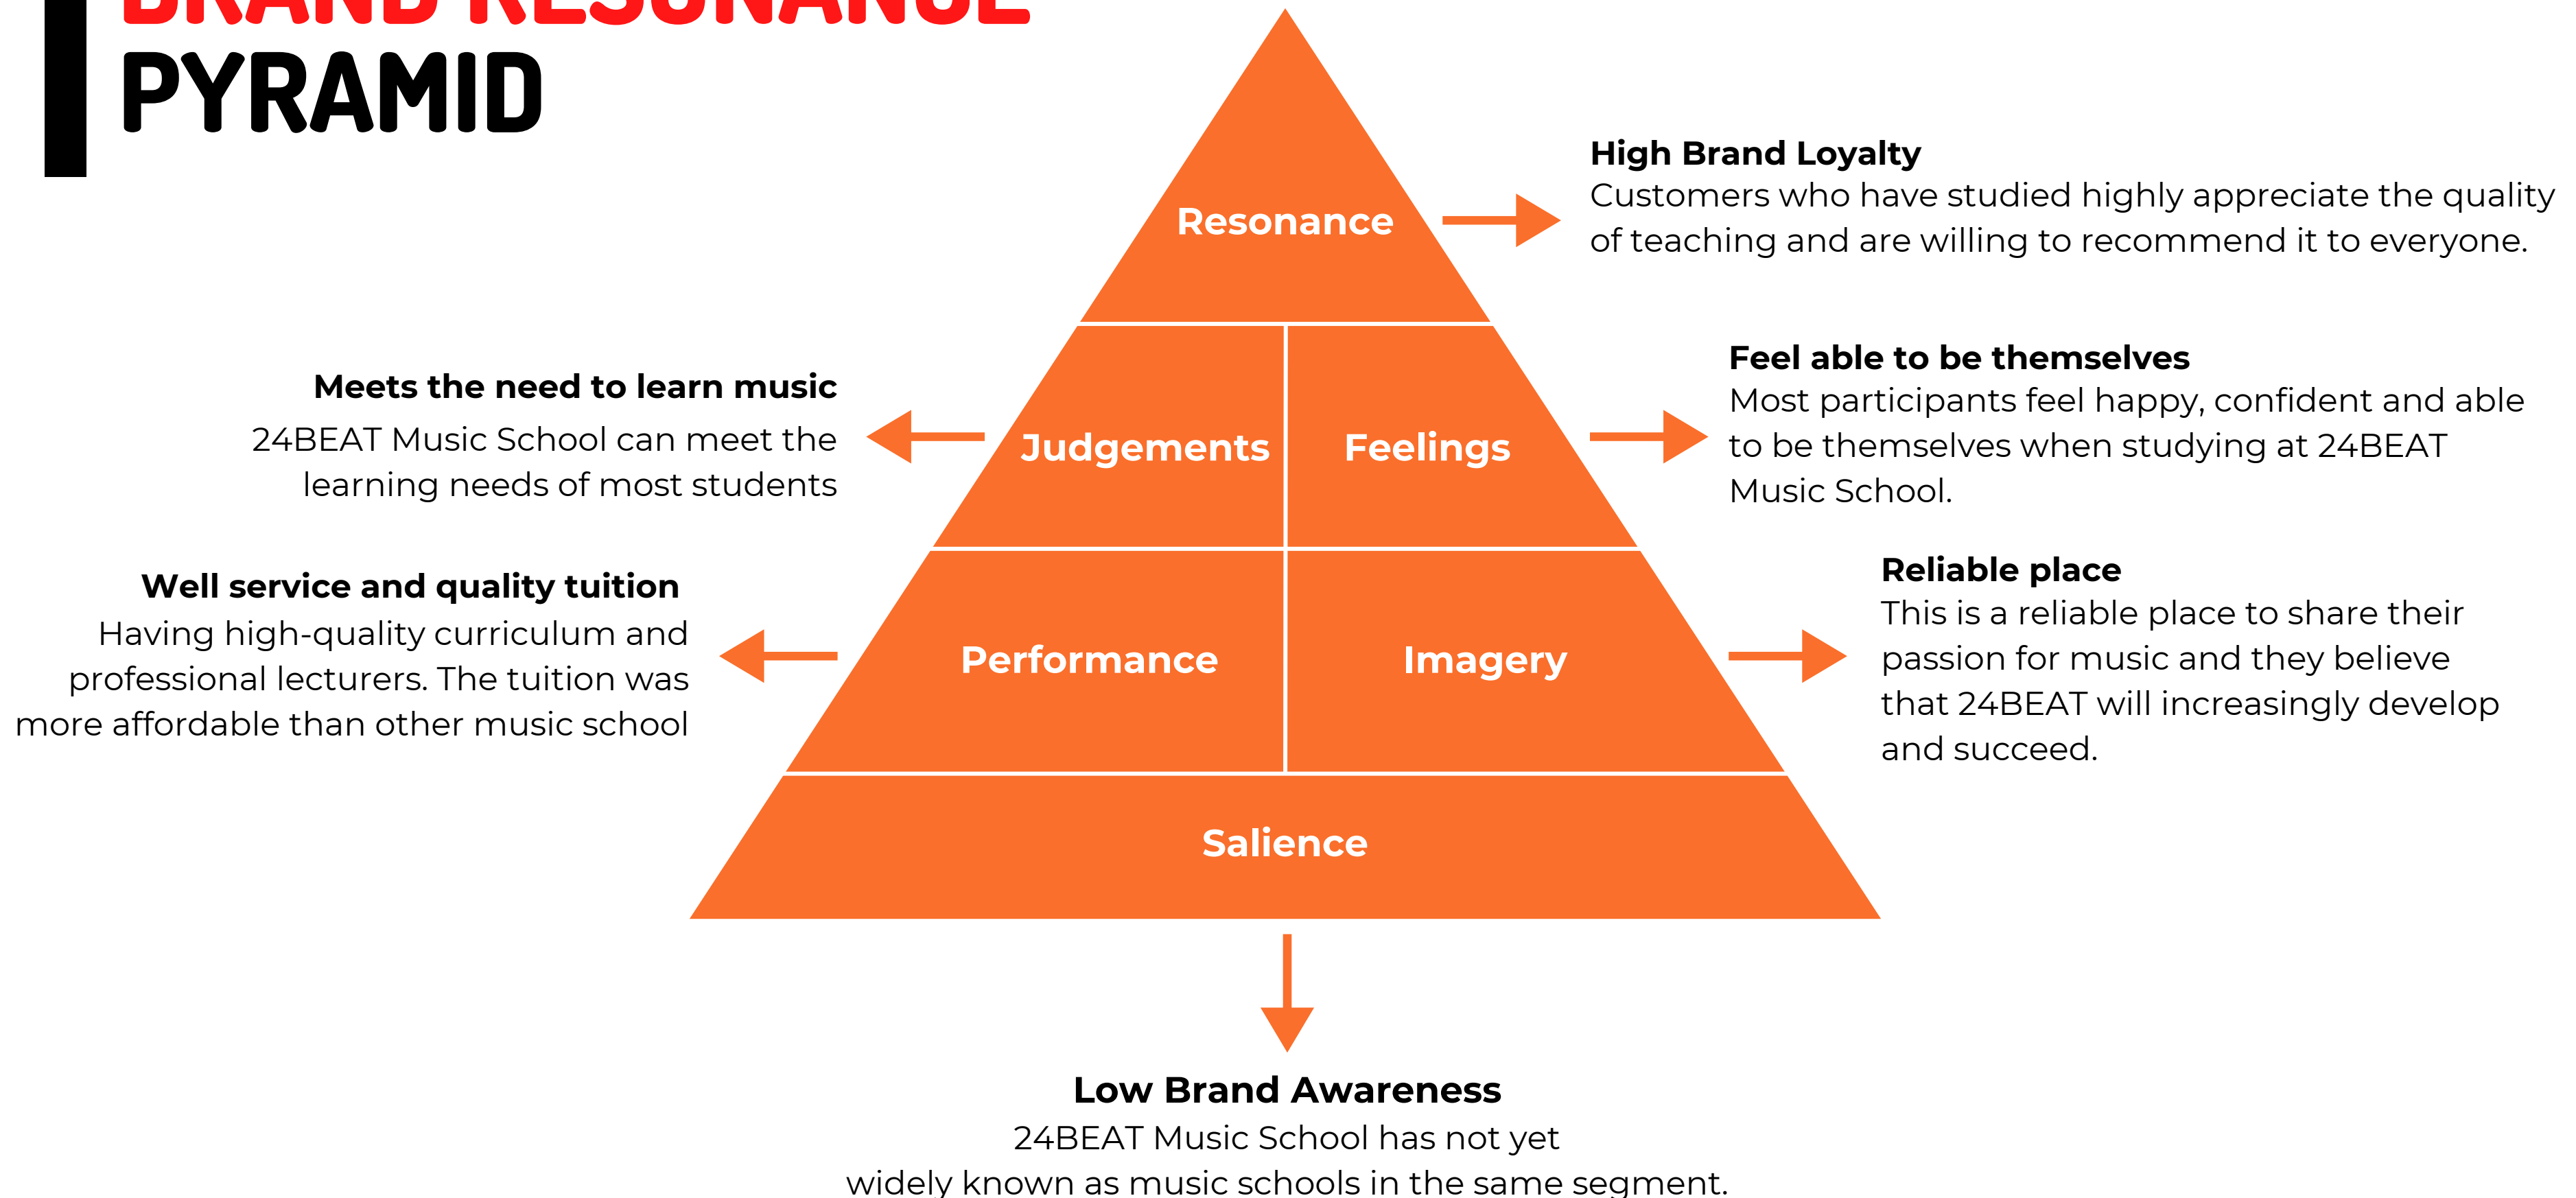 BRAND RESONANCE
PYRAMID
Resonance
High Brand Loyalty
Customers who have studied highly appreciate the quality
of teaching and are willing to recommend it to everyone.
Meets the need to learn music
24BEAT Music School can meet the
learning needs of most students
Judgements
Feelings
Feel able to be themselves
Most participants feel happy, confident and able
to be themselves when studying at 24BEAT
Music School.
Well service and quality tuition
Having high-quality curriculum and
professional lecturers. The tuition was
more affordable than other music school
Performance
Imagery
Reliable place
This is a reliable place to share their
passion for music and they believe
that 24BEAT will increasingly develop
and succeed.
Salience
Low Brand Awareness
24BEAT Music School has not yet
widely known as music schools in the same segment.